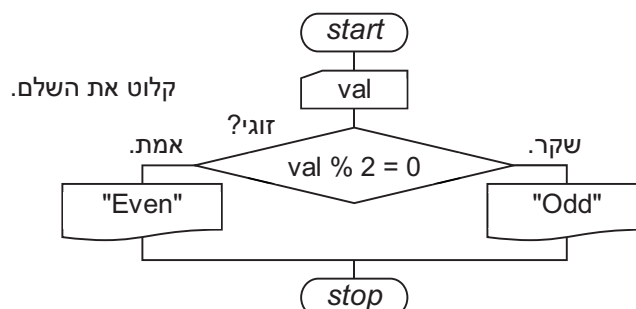 start
קלוט את השלם.
val
זוגי?
אמת.
val % 2 = 0
שקר.
"Even"
"Odd"
stop